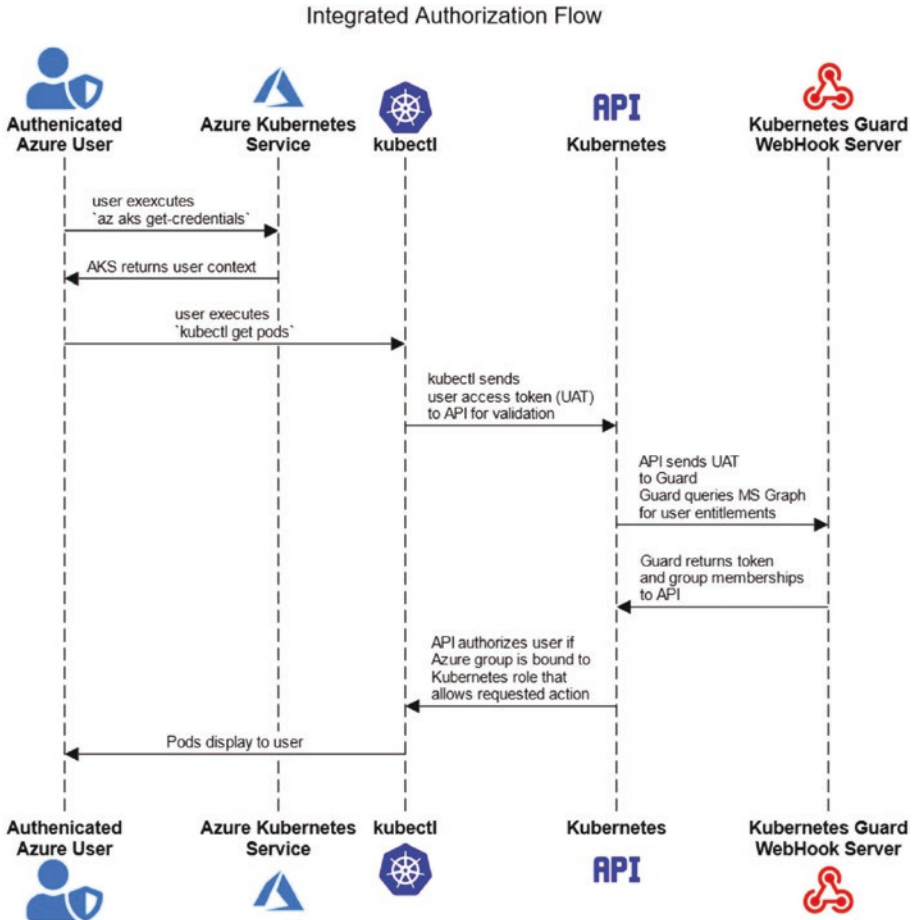 Integrated Authorization Flow
Authenicated
Azure User
Azure Kubernetes
Service
kubectl
API
Kubernetes
Kubernetes Guard
WebHook Server
user exexcutes
`az aks get-credentials`
AKS returns user context
user executes
`kubectl get pods`
kubectl sends
user access token (UAT)
to API for validation
API sends UAT
to Guard
Guard queries MS Graph
for user entitlements
Guard returns token
and group memberships
to API
API authorizes user if
Azure group is bound to
Kubernetes role that
allows requested action
Pods display to user
Authenicated
Azure User
Azure Kubernetes
Service
kubectl
Kubernetes
API
Kubernetes Guard
WebHook Server